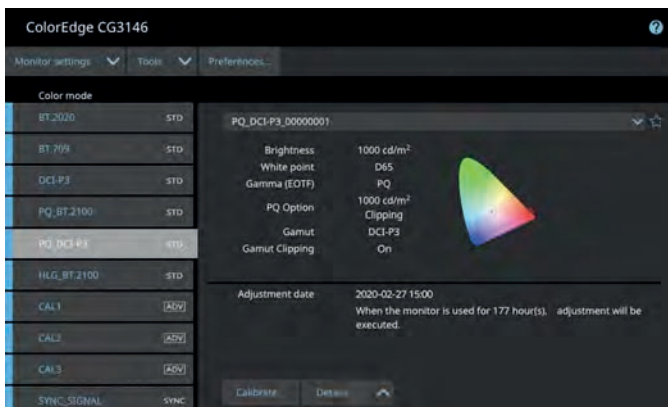 ColorEdge CG3146
?
Monitor settings
Tools
Preferences...
Color mode
BT.2020 STD
BT.709 STD
DCI-P3 STD
PQ_BT.2100 STD
PQ_DCI-P3 STD
HLG_BT.2100 STD
CAL1 ADV
CAL2 ADV
CAL3 ADV
SYNC_SIGNAL SYNC
PQ_DCI-P3_00000001
Brightness 1000 cd/m²
White point D65
Gamma (EOTF) PQ
PQ Option 1000 cd/m²
Clipping
Gamut DCI-P3
Gamut Clipping On
Adjustment date 2020-02-27 15:00
When the monitor is used for 177 hour(s), adjustment will be
executed.
Calibrate
Details